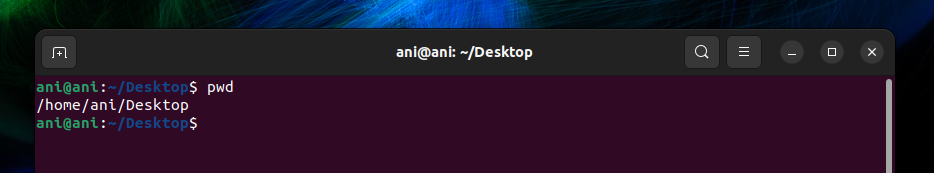 ani@ani: ~/Desktop
ani@ani:~/Desktop$ pwd
/home/ani/Desktop
ani@ani:~/Desktop$